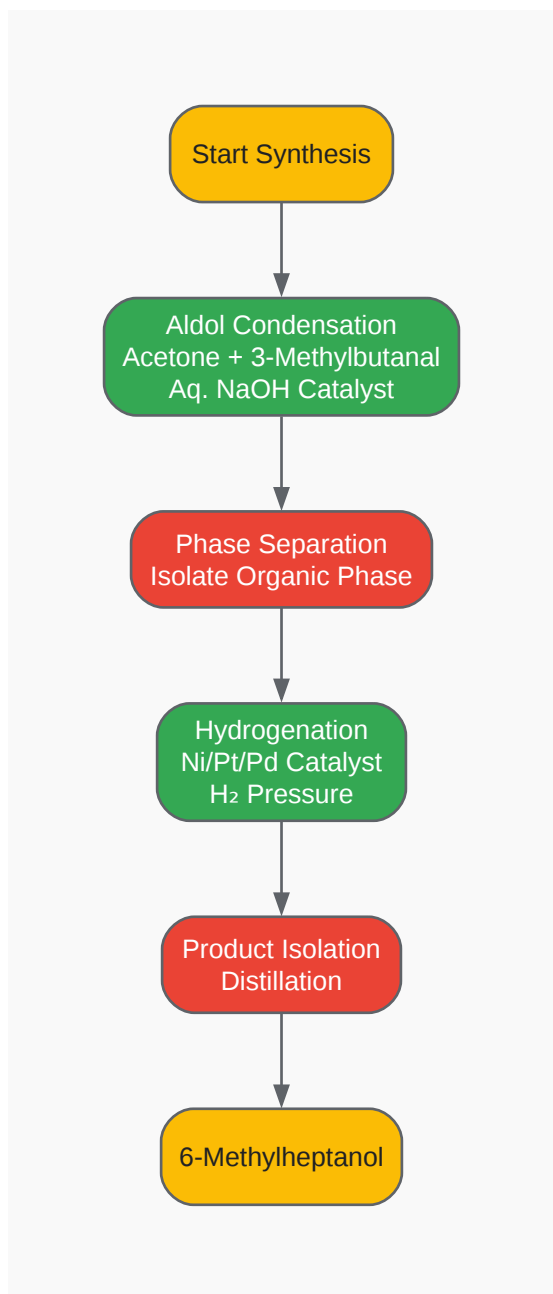 Start Synthesis
Aldol Condensation
Acetone + 3-Methylbutanal
Aq. NaOH Catalyst
Phase Separation
Isolate Organic Phase
Hydrogenation
Ni/Pt/Pd Catalyst
H₂ Pressure
Product Isolation
Distillation
6-Methylheptanol